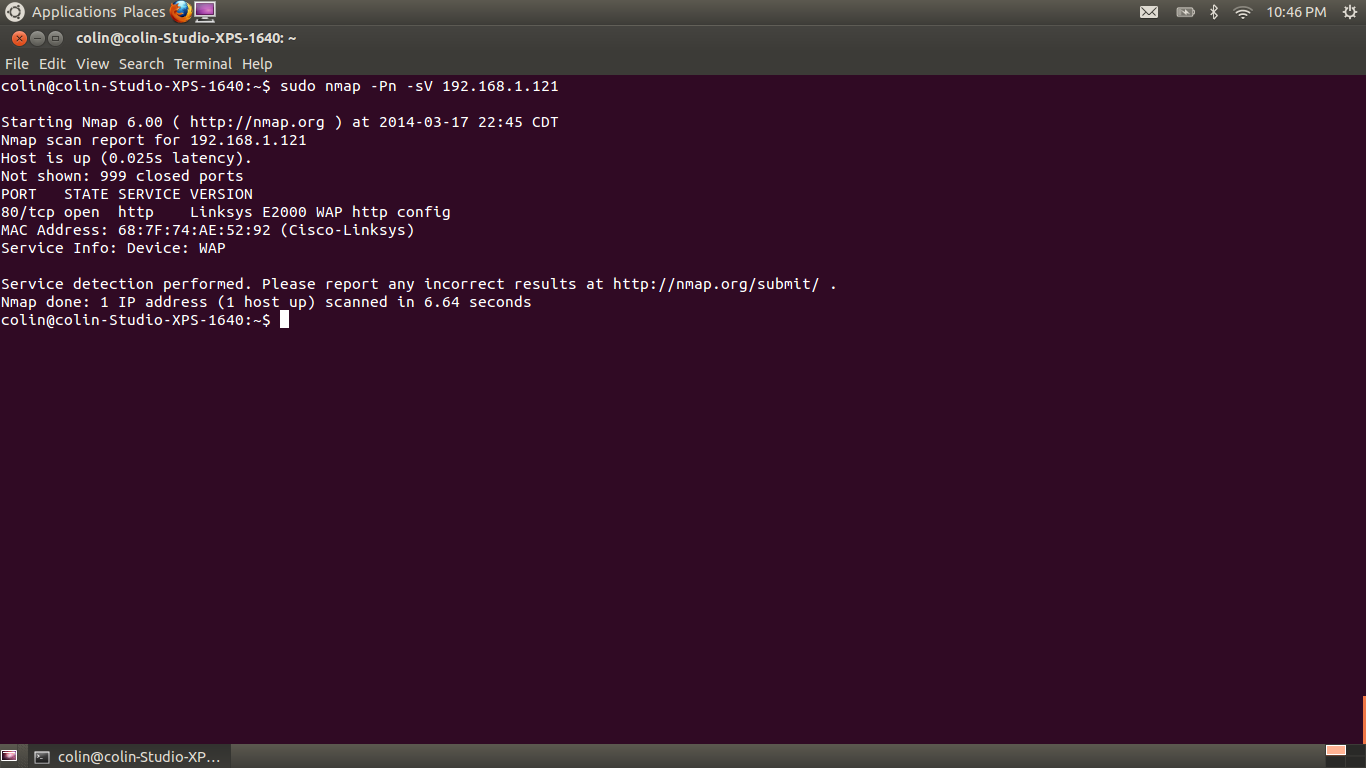 Applications Places 10:46 PM
colin@colin-Studio-XPS-1640: ~
File Edit View Search Terminal Help
colin@colin-Studio-XPS-1640:~$ sudo nmap -Pn -sV 192.168.1.121
Starting Nmap 6.00 ( http://nmap.org ) at 2014-03-17 22:45 CDT
Nmap scan report for 192.168.1.121
Host is up (0.025s latency).
Not shown: 999 closed ports
PORT   STATE SERVICE VERSION
80/tcp open  http    Linksys E2000 WAP http config
MAC Address: 68:7F:74:AE:52:92 (Cisco-Linksys)
Service Info: Device: WAP
Service detection performed. Please report any incorrect results at http://nmap.org/submit/ .
Nmap done: 1 IP address (1 host up) scanned in 6.64 seconds
colin@colin-Studio-XPS-1640:~$
colin@colin-Studio-XP...